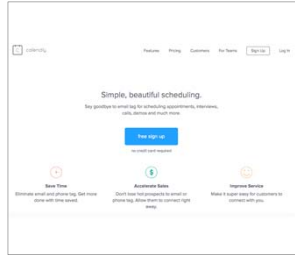 calendly
Features Pricing Customers For Teams Sign Up Log In
Simple, beautiful scheduling.
Say goodbye to email tag for scheduling appointments, interviews,
calls, demos and much more.
free sign up
no credit card required
$
Save Time
Eliminate email and phone tag. Get more
done with time saved.
Accelerate Sales
Don't lose hot prospects to email or
phone tag. Allow them to connect right
away.
Improve Service
Make it super easy for customers to
connect with you.